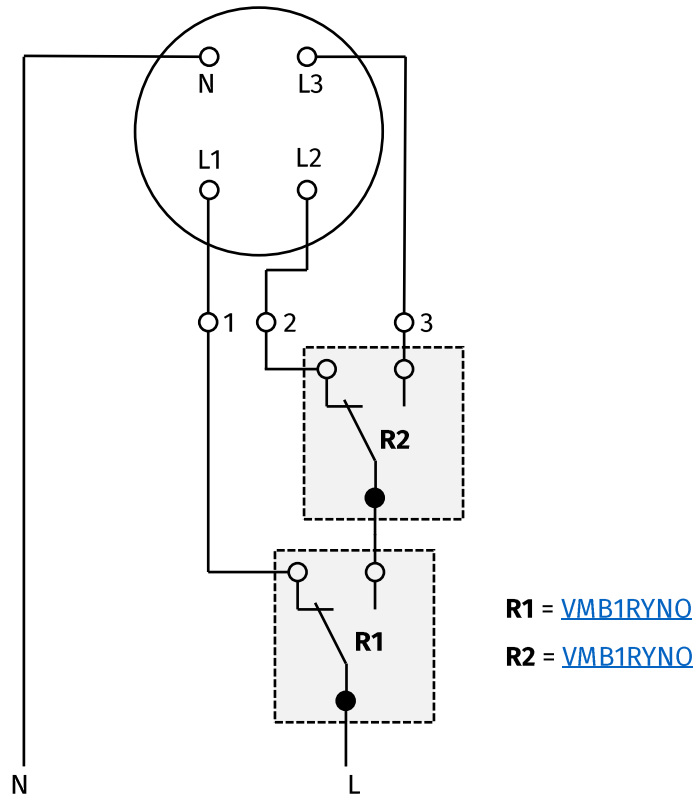 N
L3
L1
L2
1
2
3
R2
R1
R1 = VMB1RYNO
R2 = VMB1RYNO
N
L